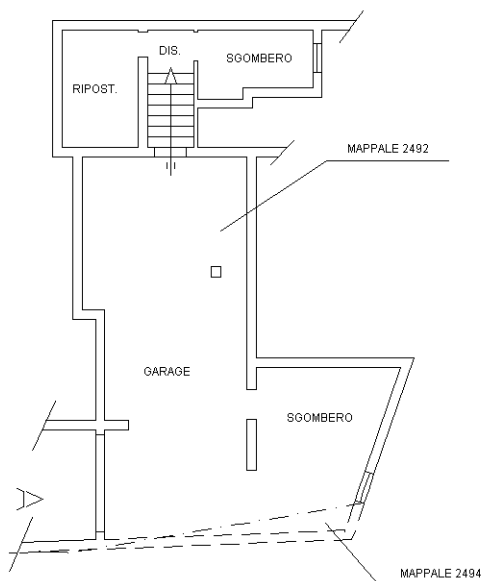 DIS.
SGOMBERO
RIPOST.
MAPPALE 2492
GARAGE
SGOMBERO
MAPPALE 2494